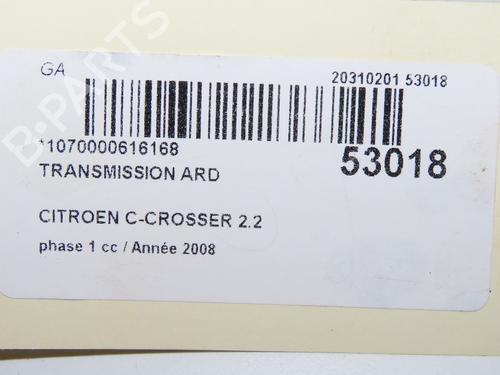 GA
20310201 53018
*1070000616168
53018
TRANSMISSION ARD
CITROEN C-CROSSER 2.2
phase 1 cc / Année 2008
B-PARTS